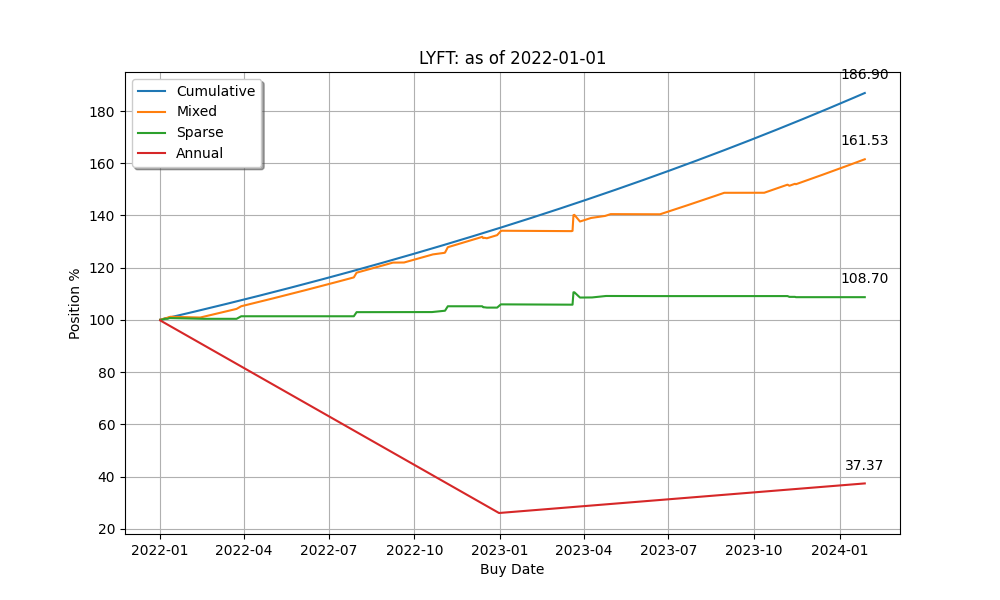 LYFT: as of 2022-01-01
Cumulative
Mixed
Sparse
Annual
186.90
161.53
108.70
37.37
180
160
140
120
100
80
60
40
20
Position %
2022-01 2022-04 2022-07 2022-10 2023-01 2023-04 2023-07 2023-10 2024-01
Buy Date